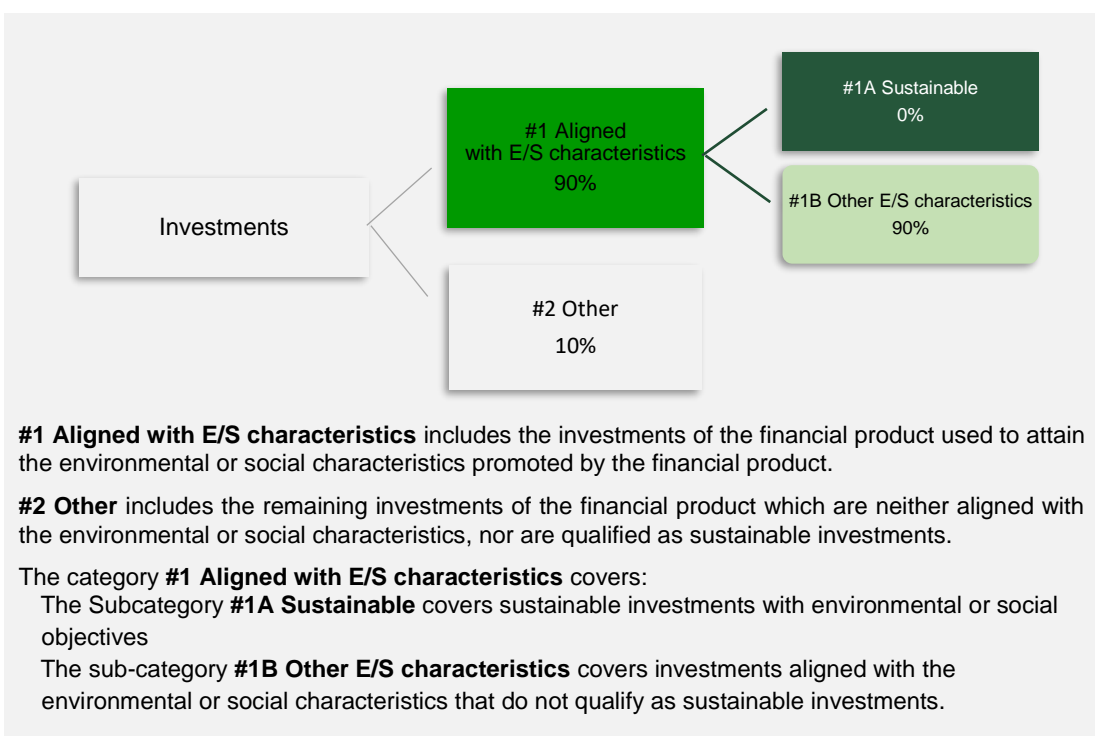 #1A Sustainable
0%
#1 Aligned
with E/S characteristics
90%
#1B Other E/S characteristics
90%
Investments
#2 Other
10%
#1 Aligned with E/S characteristics includes the investments of the financial product used to attain
the environmental or social characteristics promoted by the financial product.
#2 Other includes the remaining investments of the financial product which are neither aligned with
the environmental or social characteristics, nor are qualified as sustainable investments.
The category #1 Aligned with E/S characteristics covers:
The Subcategory #1A Sustainable covers sustainable investments with environmental or social
objectives
The sub-category #1B Other E/S characteristics covers investments aligned with the
environmental or social characteristics that do not qualify as sustainable investments.